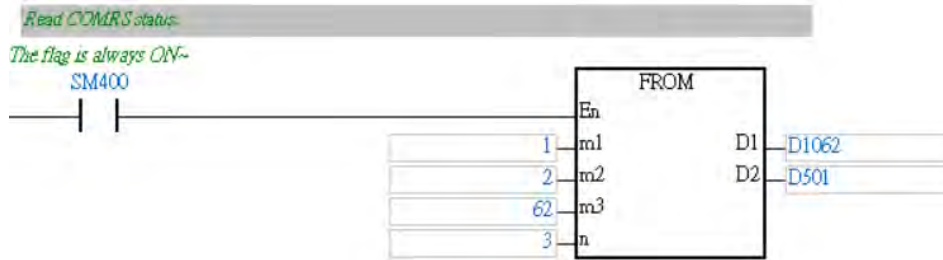 Read COMRS status.
The flag is always ON~
SM400
FROM
En
1 m1 D1 D1062
2 m2 D2 D501
62 m3
3 n